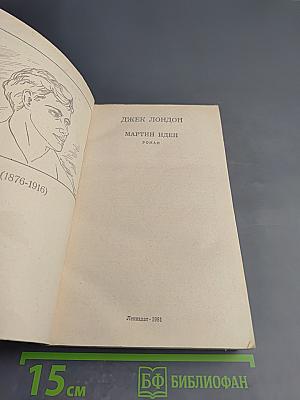 (1876-1916)
ДЖЕК ЛОНДОН
МАРТИН ИДЕН
РОМАН
Лениздат · 1981
15 см
БФ БИБЛИОФАН